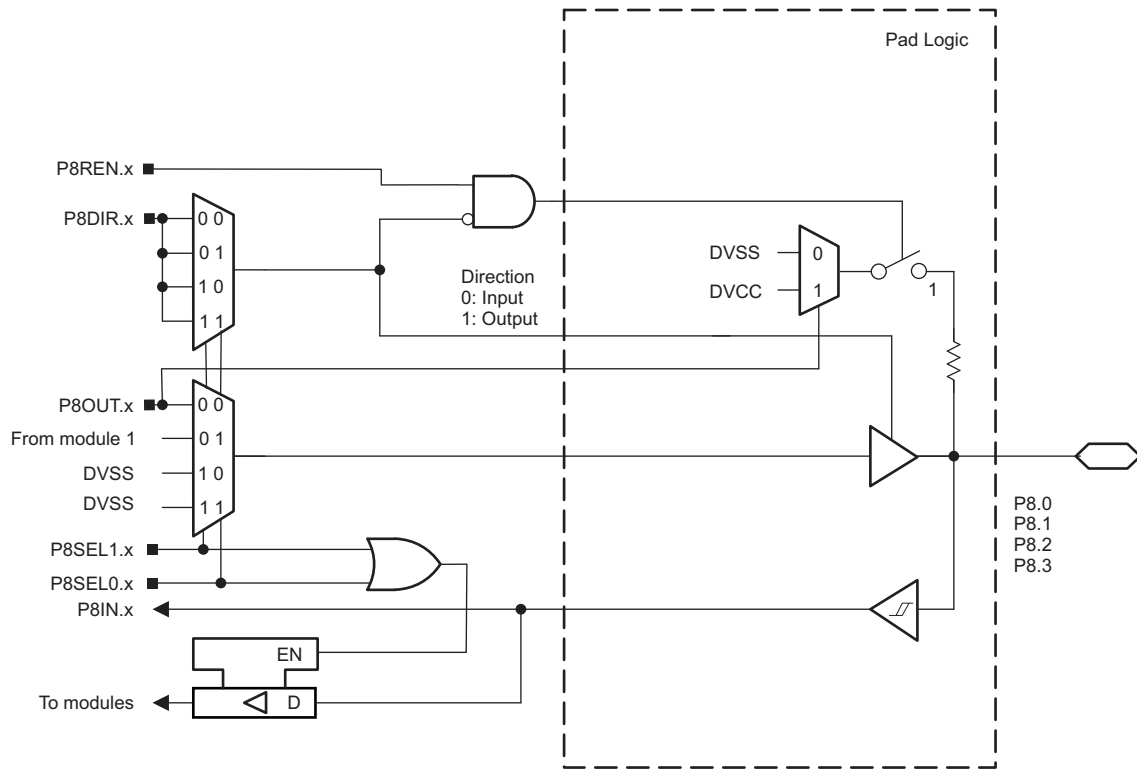 Pad Logic
P8REN.x
P8DIR.x
0 0
0 1
1 0
1 1
Direction
0: Input
1: Output
DVSS
0
DVCC
1
1
P8OUT.x
0 0
From module 1
0 1
DVSS
1 0
DVSS
1 1
P8.0
P8.1
P8.2
P8.3
P8SEL1.x
P8SEL0.x
P8IN.x
EN
To modules
D